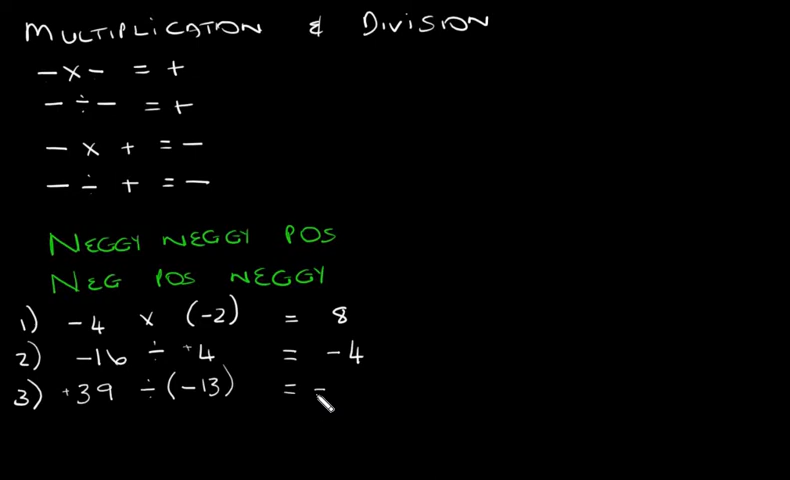 MULTIPLICATION & DIVISION
- x - = +
- ÷ - = +
- x + = -
- ÷ + = -
NEGGY NEGGY POS
NEG POS NEGGY
1) -4 x (-2) = 8
2) -16 ÷ +4 = -4
3) +39 ÷ (-13) = -